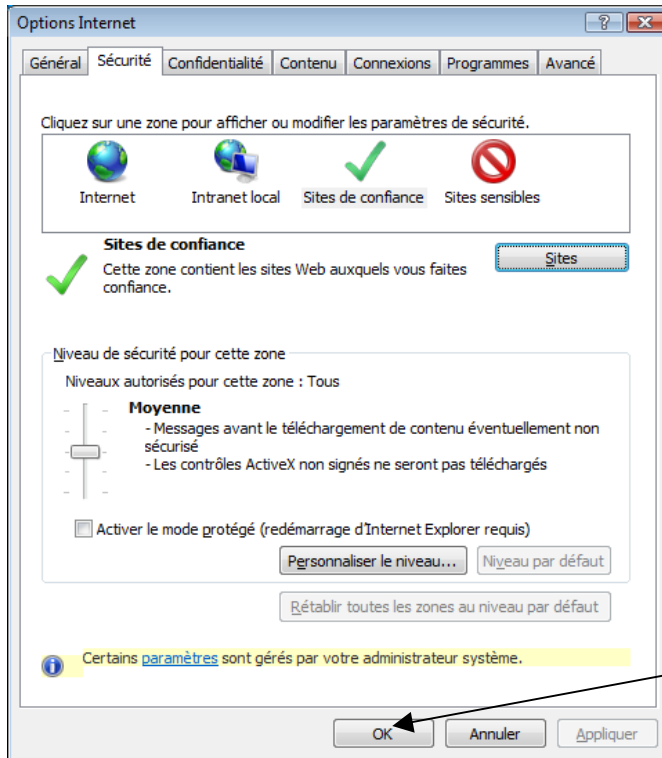 Options Internet
Général Sécurité Confidentialité Contenu Connexions Programmes Avancé
Cliquez sur une zone pour afficher ou modifier les paramètres de sécurité.
Internet Intranet local Sites de confiance Sites sensibles
Sites de confiance
Cette zone contient les sites Web auxquels vous faites
confiance.
Sites
Niveau de sécurité pour cette zone
Niveaux autorisés pour cette zone : Tous
Moyenne
- Messages avant le téléchargement de contenu éventuellement non
sécurisé
- Les contrôles ActiveX non signés ne seront pas téléchargés
Activer le mode protégé (redémarrage d'Internet Explorer requis)
Personnaliser le niveau... Niveau par défaut
Rétablir toutes les zones au niveau par défaut
Certains paramètres sont gérés par votre administrateur système.
OK Annuler Appliquer